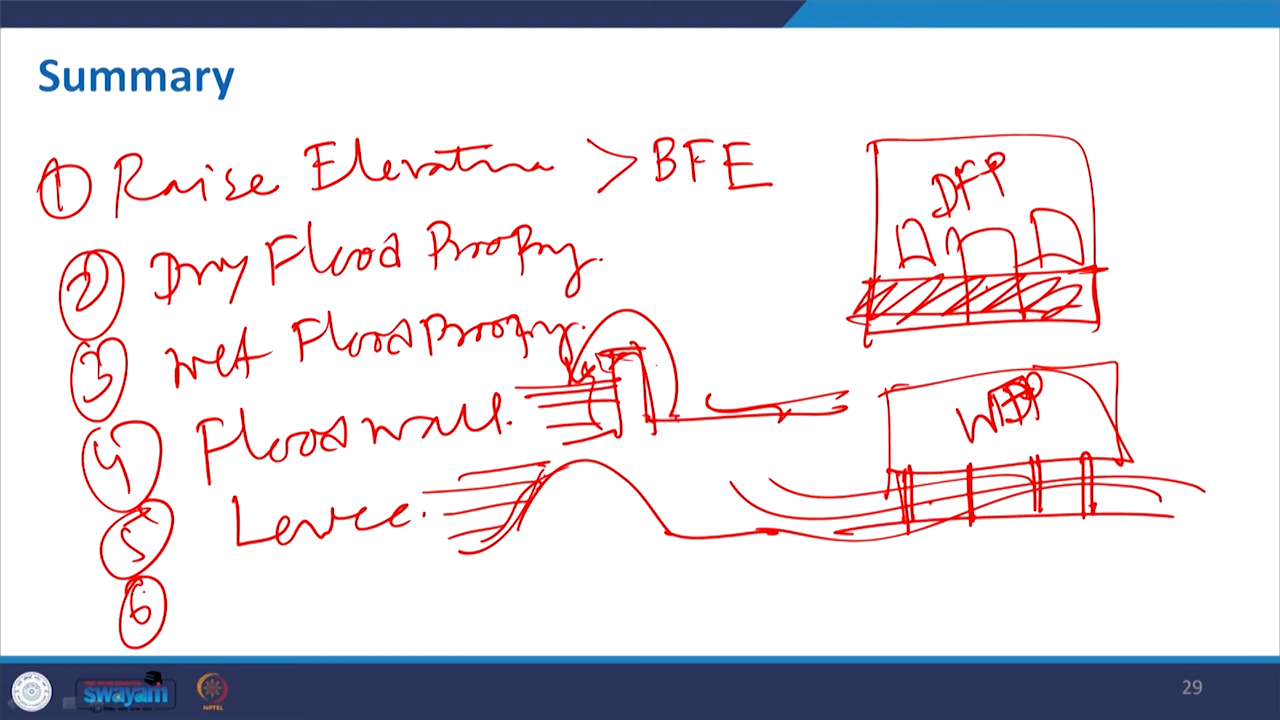 Summary
① Raise Elevation > BFE
② Dry Flood Proofing.
③ Wet Flood Proofing.
④ Flood wall.
⑤ Levee.
⑥
DFP
swayam
NPTEL
29